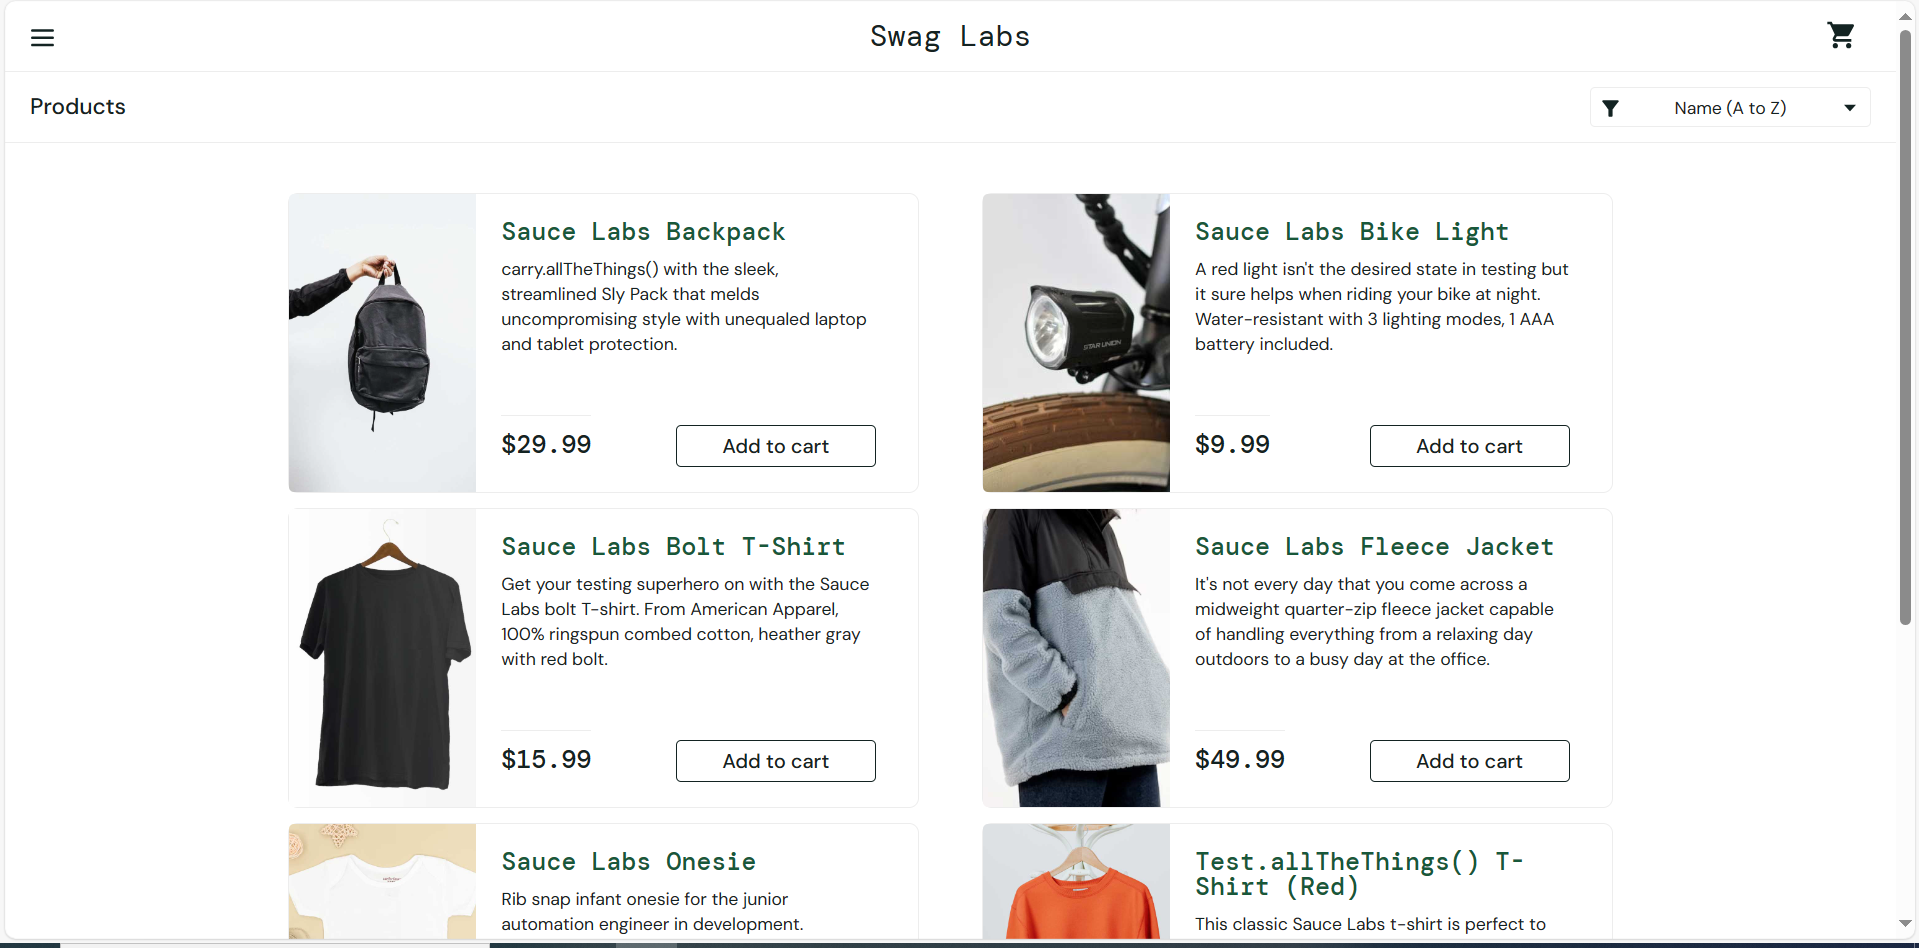 Swag Labs
Products
Name (A to Z)
Sauce Labs Backpack
carry.allTheThings() with the sleek,
streamlined Sly Pack that melds
uncompromising style with unequaled laptop
and tablet protection.
$29.99
Add to cart
Sauce Labs Bike Light
A red light isn't the desired state in testing but
it sure helps when riding your bike at night.
Water-resistant with 3 lighting modes, 1 AAA
battery included.
STAR UNION
$9.99
Add to cart
Sauce Labs Bolt T-Shirt
Get your testing superhero on with the Sauce
Labs bolt T-shirt. From American Apparel,
100% ringspun combed cotton, heather gray
with red bolt.
$15.99
Add to cart
Sauce Labs Fleece Jacket
It's not every day that you come across a
midweight quarter-zip fleece jacket capable
of handling everything from a relaxing day
outdoors to a busy day at the office.
$49.99
Add to cart
Sauce Labs Onesie
Rib snap infant onesie for the junior
automation engineer in development.
Test.allTheThings() T-
Shirt (Red)
This classic Sauce Labs t-shirt is perfect to